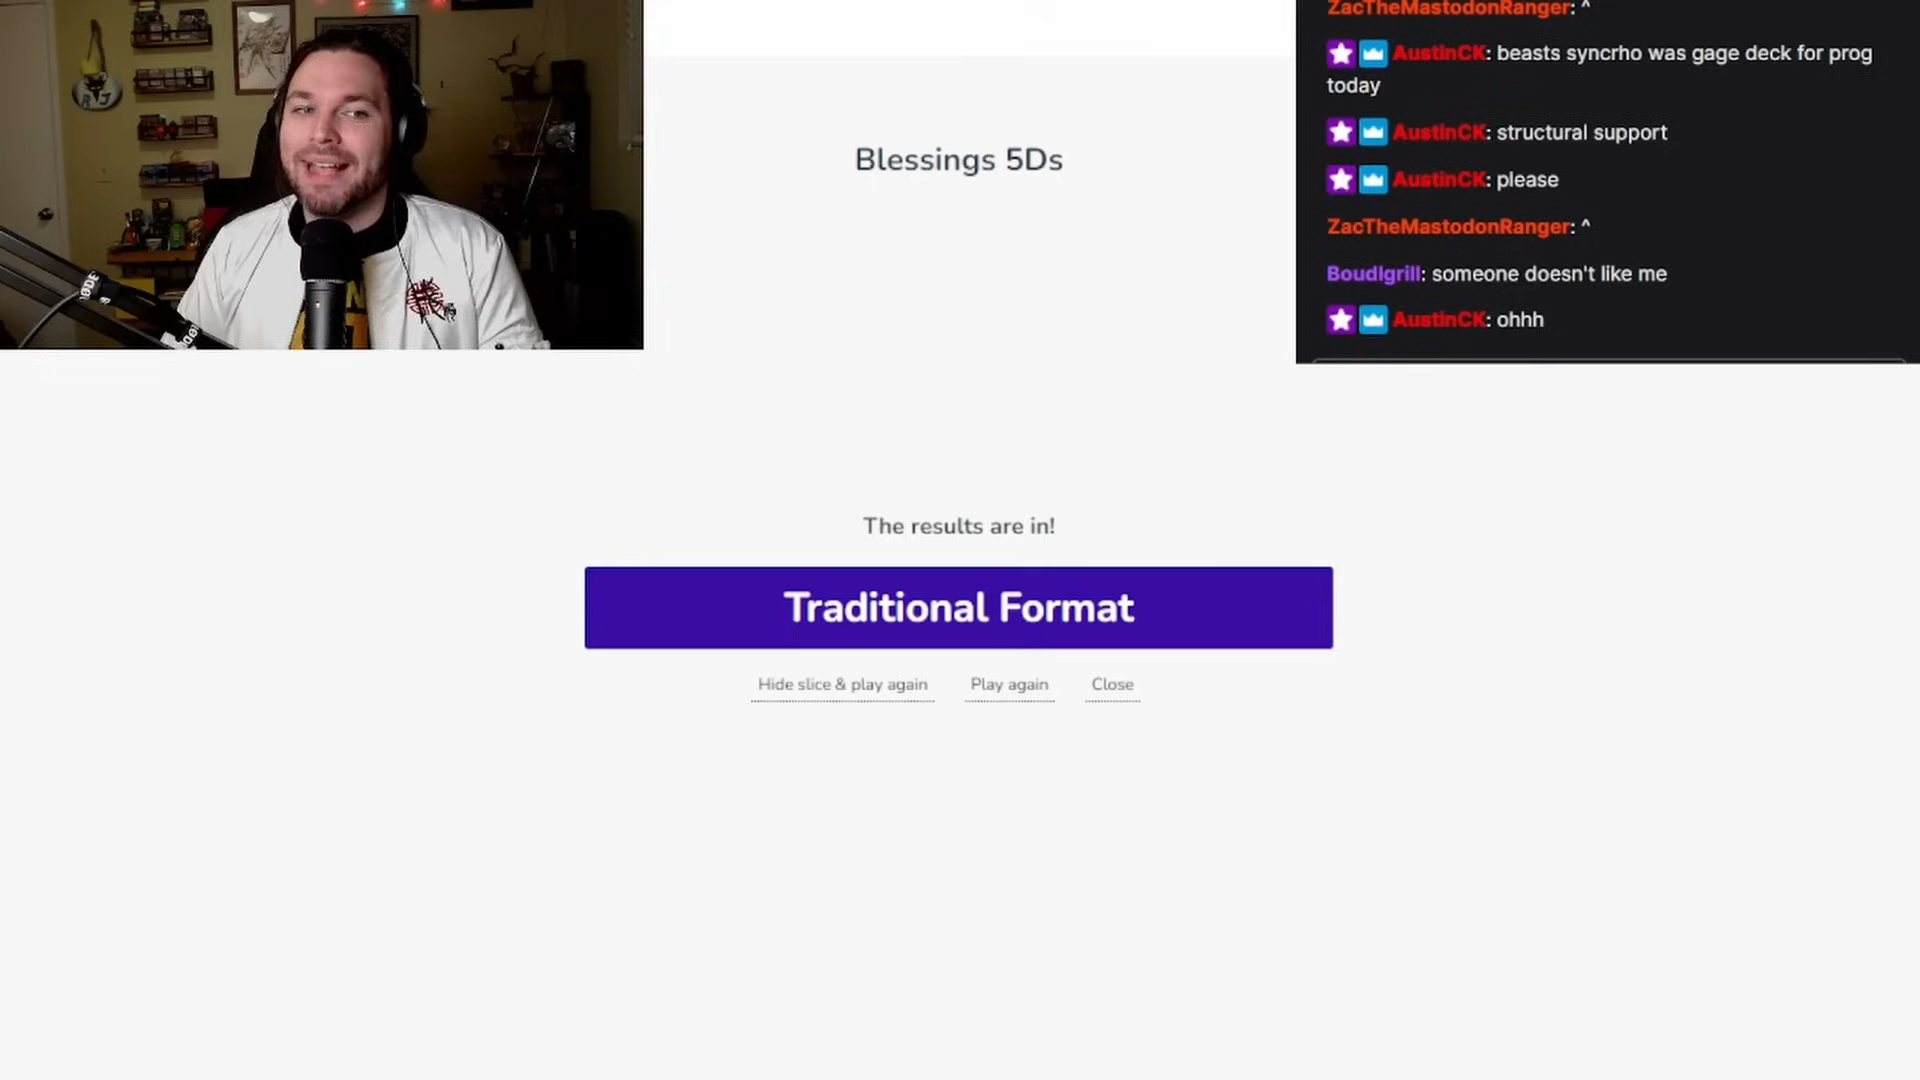 ZacTheMastodonRanger: ^
AustinCK: beasts syncrho was gage deck for prog
today
AustinCK: structural support
AustinCK: please
ZacTheMastodonRanger: ^
Boudlgrill: someone doesn't like me
AustinCK: ohhh
Blessings 5Ds
The results are in!
Traditional Format
Hide slice & play again
Play again
Close